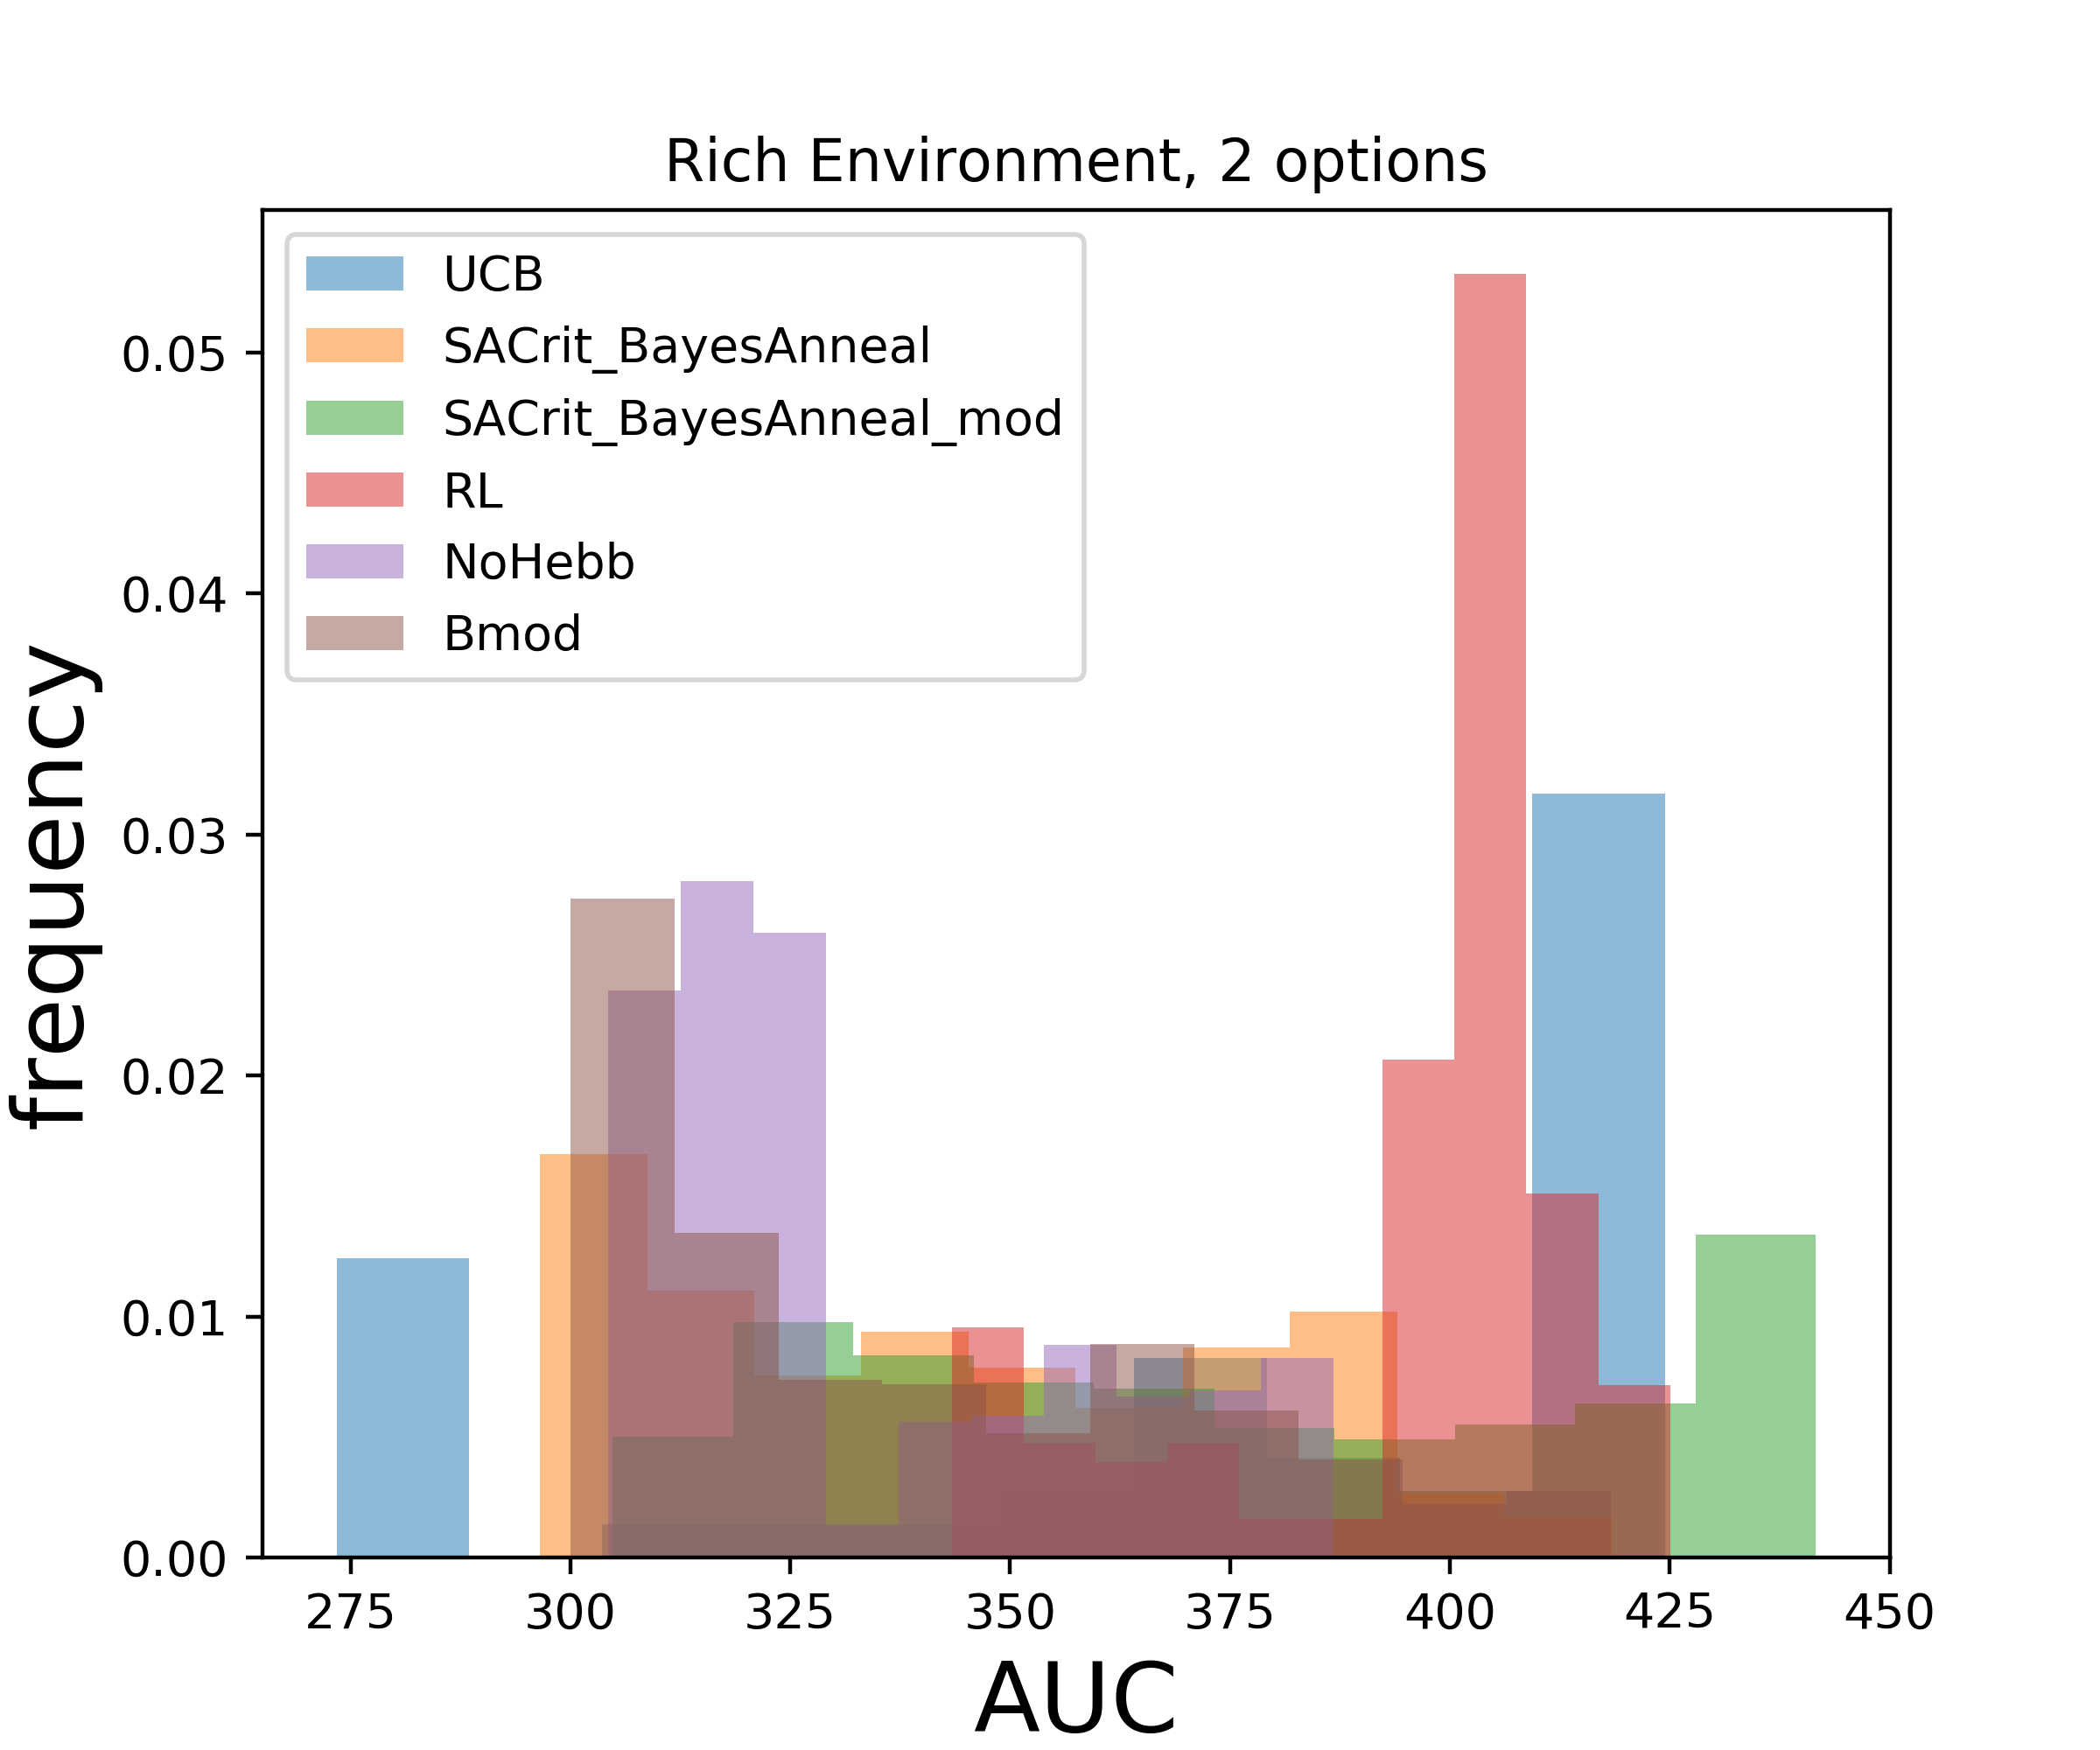 Rich Environment, 2 options
UCB
SACrit_BayesAnneal
SACrit_BayesAnneal_mod
RL
NoHebb
Bmod
frequency
0.05
0.04
0.03
0.02
0.01
0.00
275 300 325 350 375 400 425 450
AUC